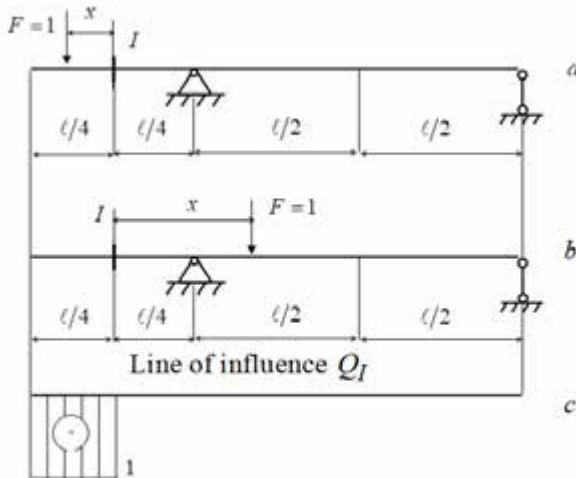 x
F = 1
I
a
ℓ/4 ℓ/4 ℓ/2 ℓ/2
I x F = 1
b
ℓ/4 ℓ/4 ℓ/2 ℓ/2
Line of influence Q_I
c
-
1